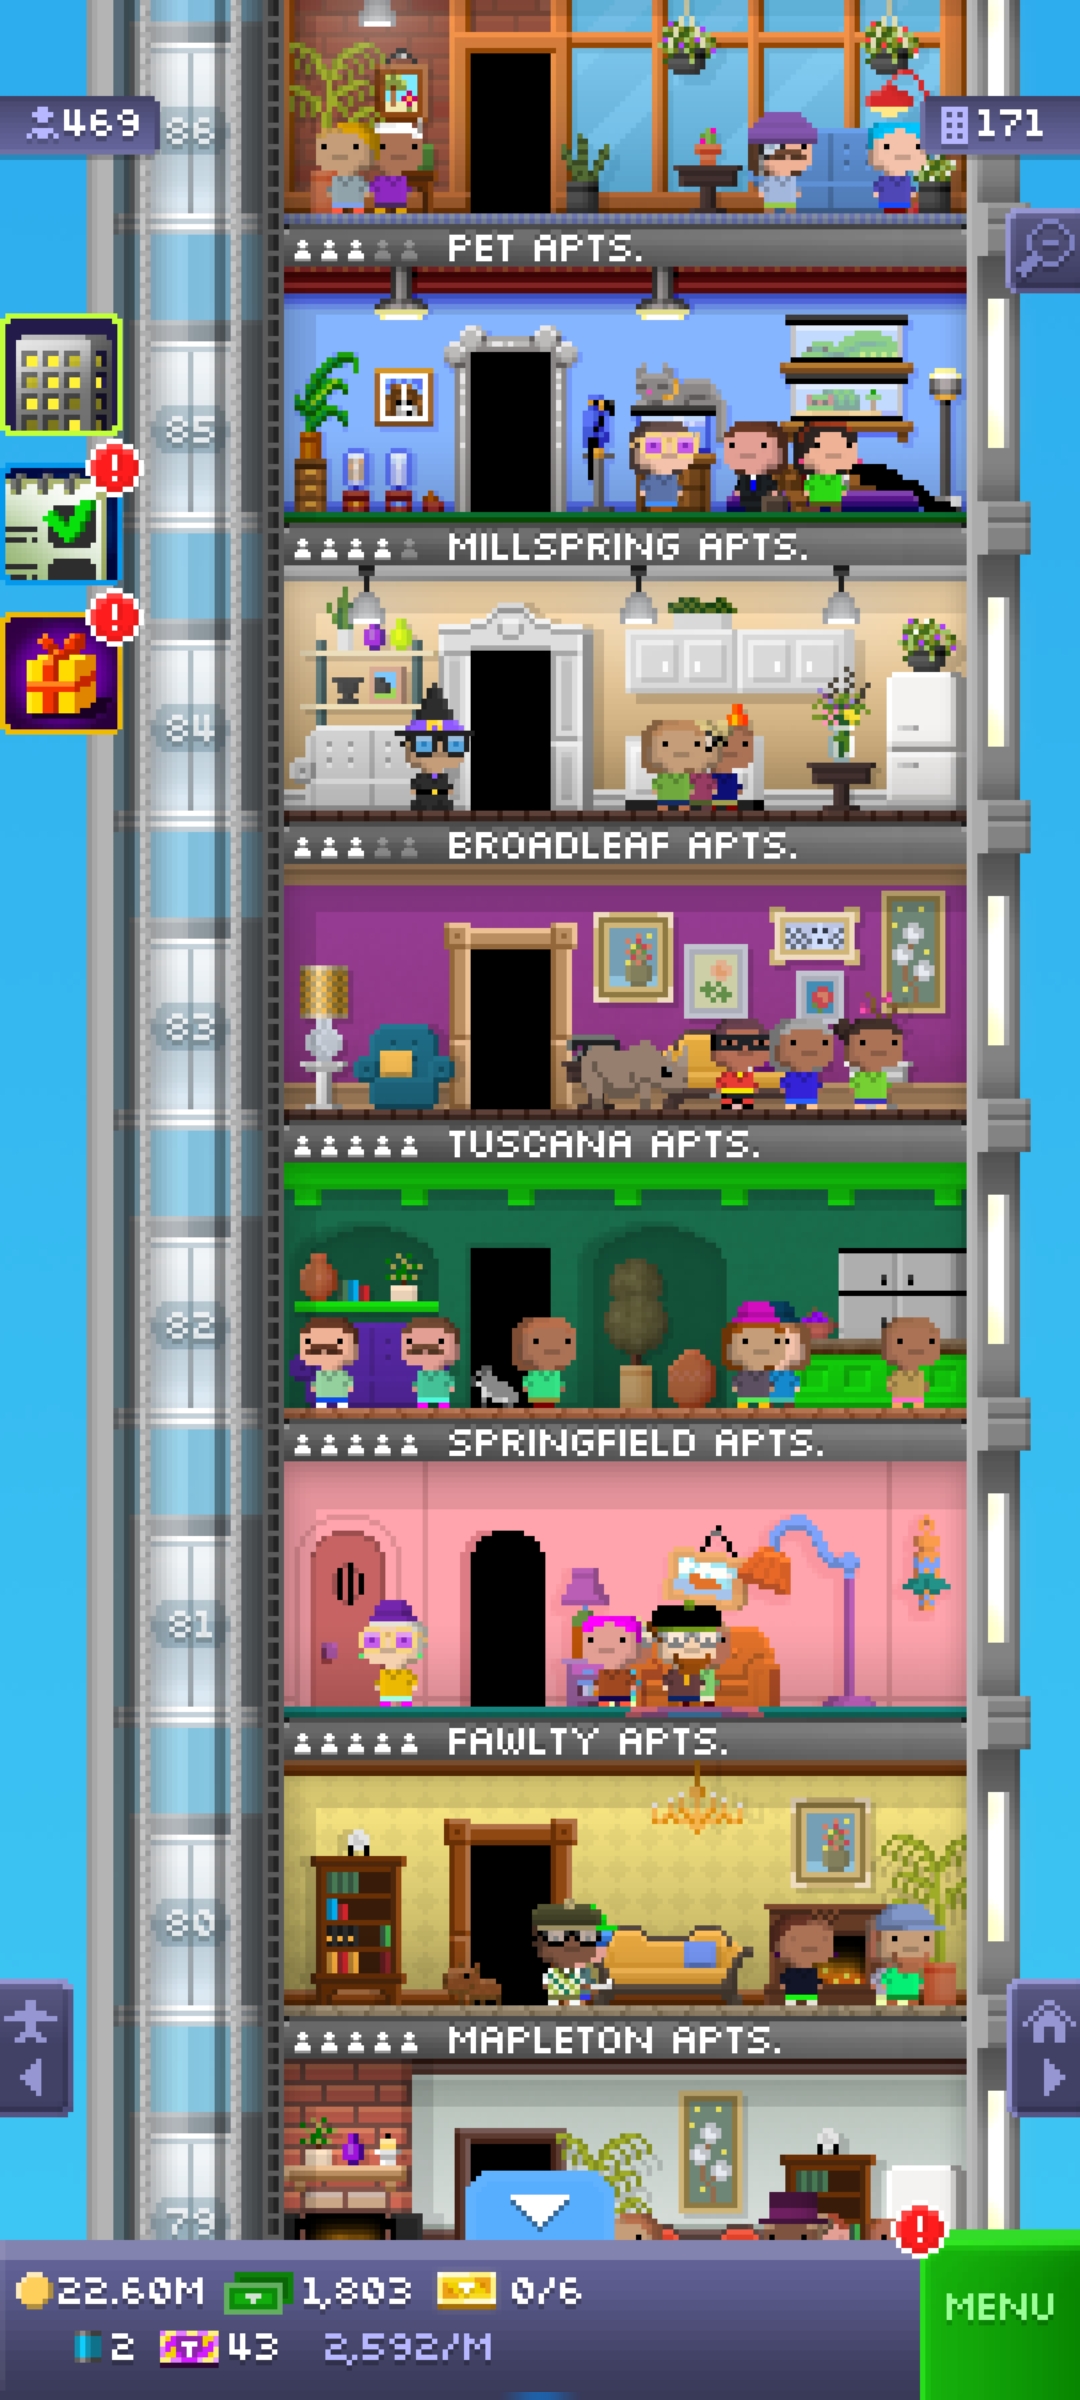 469
86
171
PET APTS.
85
MILLSPRING APTS.
84
BROADLEAF APTS.
83
TUSCANA APTS.
82
SPRINGFIELD APTS.
81
FAWLTY APTS.
80
MAPLETON APTS.
22.60M 1,803 0/6
MENU
2 T 43 2,592/M